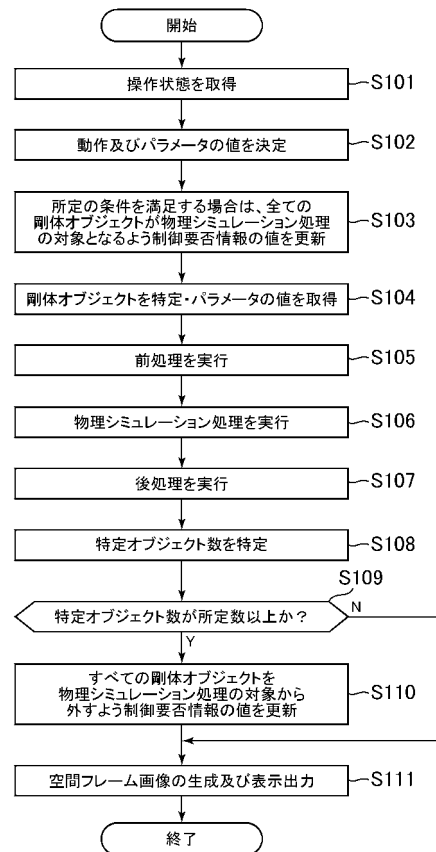 開始
操作状態を取得
S101
動作及びパラメータの値を決定
S102
所定の条件を満足する場合は、全ての
剛体オブジェクトが物理シミュレーション処理
の対象となるよう制御要否情報の値を更新
S103
剛体オブジェクトを特定・パラメータの値を取得
S104
前処理を実行
S105
物理シミュレーション処理を実行
S106
後処理を実行
S107
特定オブジェクト数を特定
S108
S109
特定オブジェクト数が所定数以上か?
N
Y
すべての剛体オブジェクトを
物理シミュレーション処理の対象から
外すよう制御要否情報の値を更新
S110
空間フレーム画像の生成及び表示出力
S111
終了